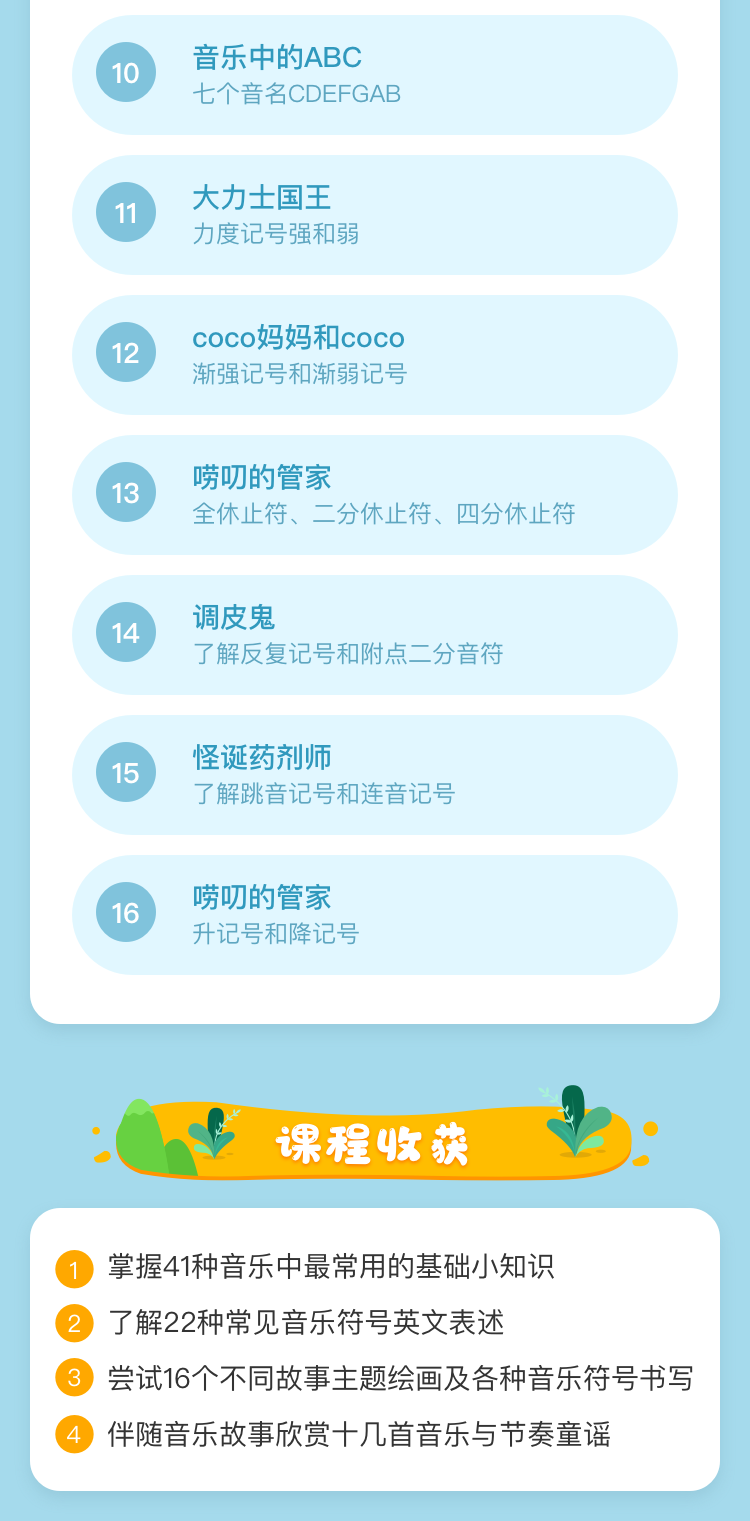 10
音乐中的ABC
七个音名CDEFGAB
11
大力士国王
力度记号强和弱
12
coco妈妈和coco
渐强记号和渐弱记号
13
唠叨的管家
全休止符、二分休止符、四分休止符
14
调皮鬼
了解反复记号和附点二分音符
15
怪诞药剂师
了解跳音记号和连音记号
16
唠叨的管家
升记号和降记号
课程收获
1 掌握41种音乐中最常用的基础小知识
2 了解22种常见音乐符号英文表述
3 尝试16个不同故事主题绘画及各种音乐符号书写
4 伴随音乐故事欣赏十几首音乐与节奏童谣